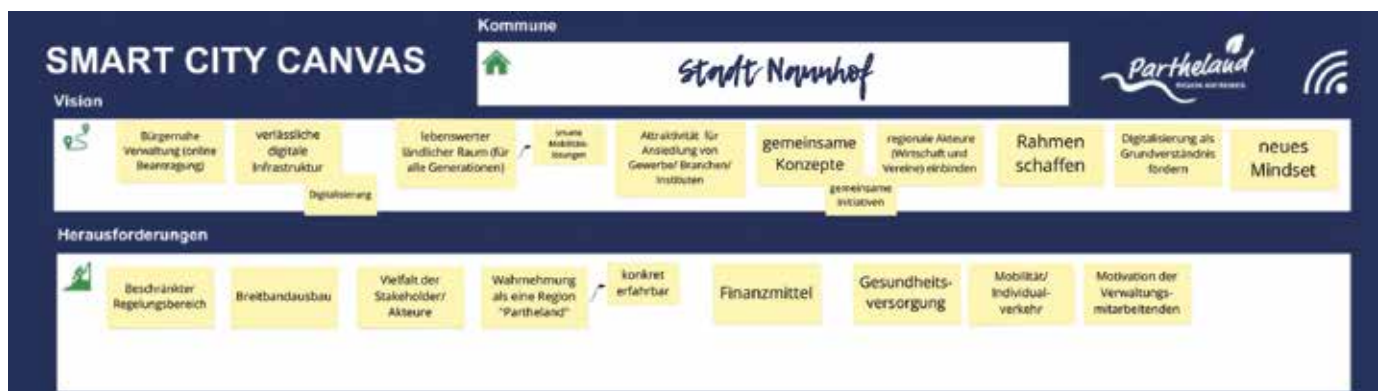 Kommune
SMART CITY CANVAS
Stadt Naunhof
Partheland
Vision
Bürgernahe
Verwaltung (online
Beantragung)
verlässliche
digitale
Infrastruktur
Digitalisierung
lebenswerter
ländlicher Raum (für
alle Generationen)
smarte
Mobilitäts-
lösungen
Attraktivität für
Ansiedlung von
Gewerbe/ Branchen/
Instituten
gemeinsame
Konzepte
gemeinsame
Initiativen
regionale Akteure
(Wirtschaft und
Vereine) einbinden
Rahmen
schaffen
Digitalisierung als
Grundverständnis
fördern
neues
Mindset
Herausforderungen
Beschränkter
Regelungsbereich
Breitbandausbau
Vielfalt der
Stakeholder/
Akteure
Wahrnehmung
als eine Region
"Partheland"
konkret
erfahrbar
Finanzmittel
Gesundheits-
versorgung
Mobilität/
Individual-
verkehr
Motivation der
Verwaltungs-
mitarbeitenden